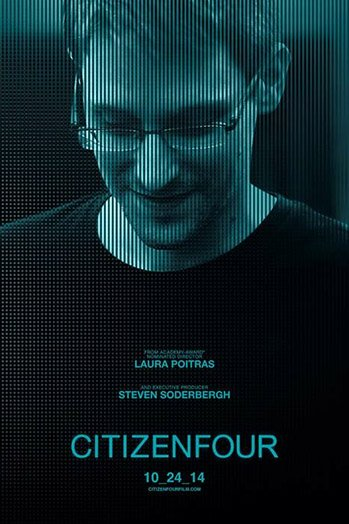 FROM ACADEMY AWARD®
NOMINATED DIRECTOR
LAURA POITRAS
AND EXECUTIVE PRODUCER
STEVEN SODERBERGH
CITIZENFOUR
10_24_14
CITIZENFOURFILM.COM